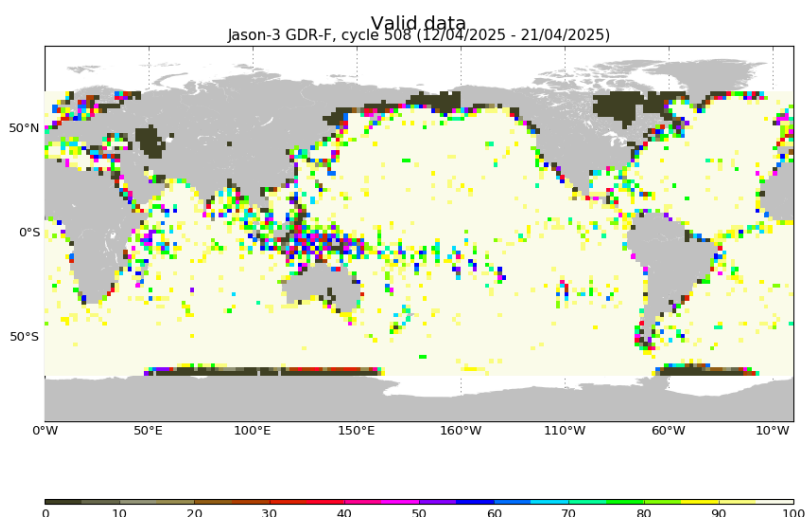 Valid data
Jason-3 GDR-F, cycle 508 (12/04/2025 - 21/04/2025)
50°N
0°S
50°S
0°W 50°E 100°E 150°E 160°W 110°W 60°W 10°W
0 10 20 30 40 50 60 70 80 90 100